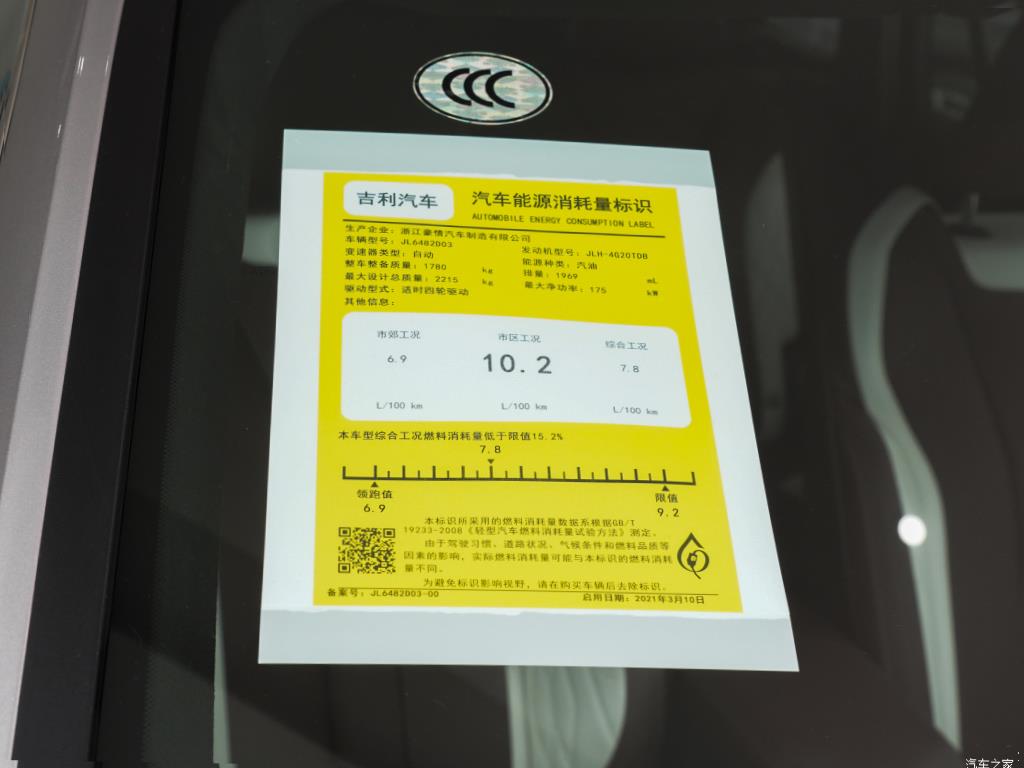 CCC
吉利汽车
汽车能源消耗量标识
AUTOMOBILE ENERGY CONSUMPTION LABEL
生产企业：浙江豪情汽车制造有限公司
车辆型号：JL6482D03
发动机型号：JLH-4G20TDB
变速器类型：自动
能源种类：汽油
整车整备质量：1780 kg
排量：1969 mL
最大设计总质量：2215 kg
最大净功率：175 kW
驱动型式：适时四轮驱动
其他信息：
市郊工况 市区工况 综合工况
6.9 10.2 7.8
L/100 km L/100 km L/100 km
本车型综合工况燃料消耗量低于限值15.2%
7.8
领跑值 限值
6.9 9.2
本标识所采用的燃料消耗量数据系根据GB/T
19233-2008《轻型汽车燃料消耗量试验方法》测定。
由于驾驶习惯、道路状况、气候条件和燃料品质等
因素的影响，实际燃料消耗量可能与本标识的燃料消耗
量不同。
为避免标识影响视野，请在购买车辆后去除标识。
备案号：JL6482D03-00
启用日期：2021年3月10日
汽车之家